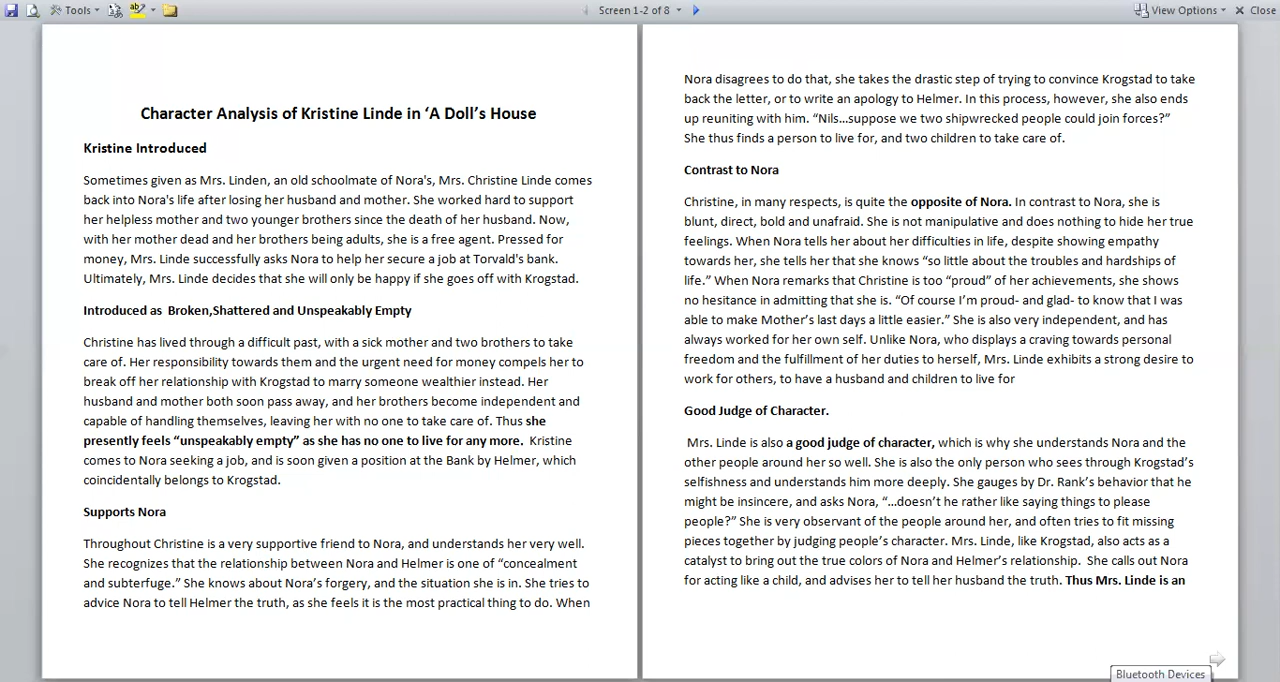 Tools
Screen 1-2 of 8
View Options
Close
Character Analysis of Kristine Linde in ‘A Doll’s House
Kristine Introduced
Sometimes given as Mrs. Linden, an old schoolmate of Nora's, Mrs. Christine Linde comes
back into Nora's life after losing her husband and mother. She worked hard to support
her helpless mother and two younger brothers since the death of her husband. Now,
with her mother dead and her brothers being adults, she is a free agent. Pressed for
money, Mrs. Linde successfully asks Nora to help her secure a job at Torvald's bank.
Ultimately, Mrs. Linde decides that she will only be happy if she goes off with Krogstad.
Introduced as  Broken,Shattered and Unspeakably Empty
Christine has lived through a difficult past, with a sick mother and two brothers to take
care of. Her responsibility towards them and the urgent need for money compels her to
break off her relationship with Krogstad to marry someone wealthier instead. Her
husband and mother both soon pass away, and her brothers become independent and
capable of handling themselves, leaving her with no one to take care of. Thus she
presently feels “unspeakably empty” as she has no one to live for any more.  Kristine
comes to Nora seeking a job, and is soon given a position at the Bank by Helmer, which
coincidentally belongs to Krogstad.
Supports Nora
Throughout Christine is a very supportive friend to Nora, and understands her very well.
She recognizes that the relationship between Nora and Helmer is one of “concealment
and subterfuge.” She knows about Nora’s forgery, and the situation she is in. She tries to
advice Nora to tell Helmer the truth, as she feels it is the most practical thing to do. When
Nora disagrees to do that, she takes the drastic step of trying to convince Krogstad to take
back the letter, or to write an apology to Helmer. In this process, however, she also ends
up reuniting with him. “Nils…suppose we two shipwrecked people could join forces?”
She thus finds a person to live for, and two children to take care of.
Contrast to Nora
Christine, in many respects, is quite the opposite of Nora. In contrast to Nora, she is
blunt, direct, bold and unafraid. She is not manipulative and does nothing to hide her true
feelings. When Nora tells her about her difficulties in life, despite showing empathy
towards her, she tells her that she knows “so little about the troubles and hardships of
life.” When Nora remarks that Christine is too “proud” of her achievements, she shows
no hesitance in admitting that she is. “Of course I’m proud- and glad- to know that I was
able to make Mother’s last days a little easier.” She is also very independent, and has
always worked for her own self. Unlike Nora, who displays a craving towards personal
freedom and the fulfillment of her duties to herself, Mrs. Linde exhibits a strong desire to
work for others, to have a husband and children to live for
Good Judge of Character.
Mrs. Linde is also a good judge of character, which is why she understands Nora and the
other people around her so well. She is also the only person who sees through Krogstad’s
selfishness and understands him more deeply. She gauges by Dr. Rank’s behavior that he
might be insincere, and asks Nora, “…doesn’t he rather like saying things to please
people?” She is very observant of the people around her, and often tries to fit missing
pieces together by judging people’s character. Mrs. Linde, like Krogstad, also acts as a
catalyst to bring out the true colors of Nora and Helmer’s relationship.  She calls out Nora
for acting like a child, and advises her to tell her husband the truth. Thus Mrs. Linde is an
Bluetooth Devices